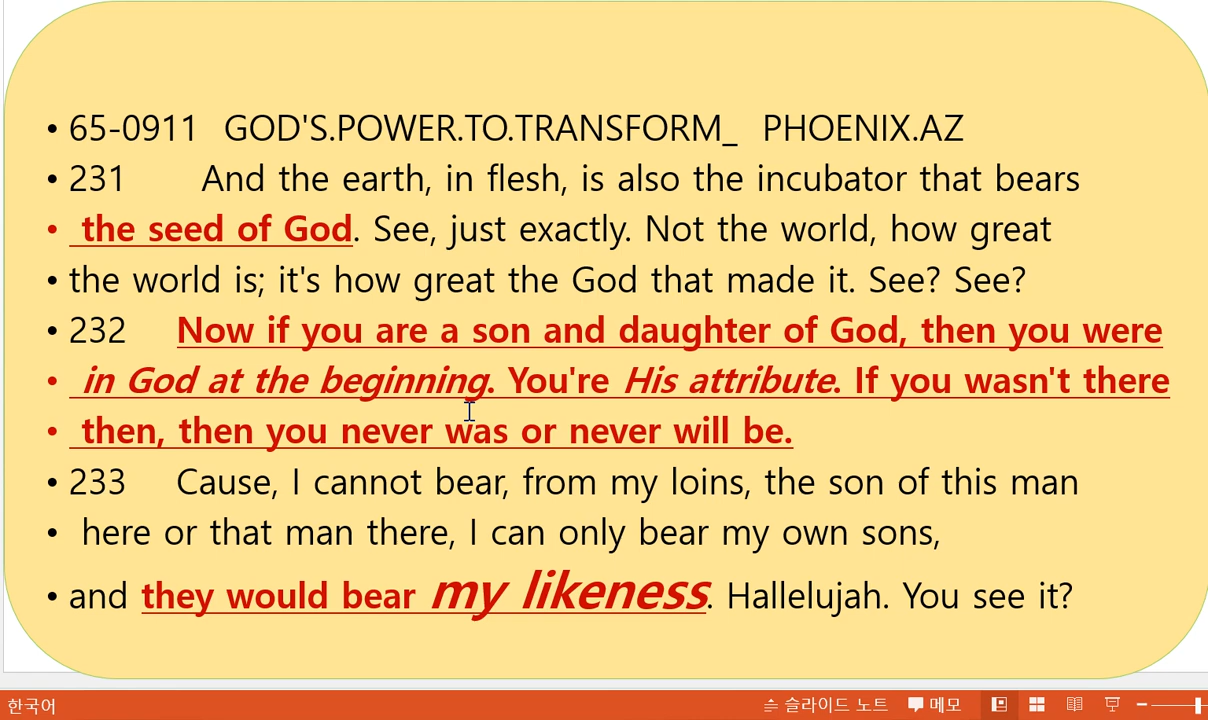 • 65-0911 GOD'S.POWER.TO.TRANSFORM_ PHOENIX.AZ
• 231 And the earth, in flesh, is also the incubator that bears
• the seed of God. See, just exactly. Not the world, how great
• the world is; it's how great the God that made it. See? See?
• 232 Now if you are a son and daughter of God, then you were
• in God at the beginning. You're His attribute. If you wasn't there
• then, then you never was or never will be.
• 233 Cause, I cannot bear, from my loins, the son of this man
• here or that man there, I can only bear my own sons,
• and they would bear my likeness. Hallelujah. You see it?
한국어 슬라이드 노트 메모